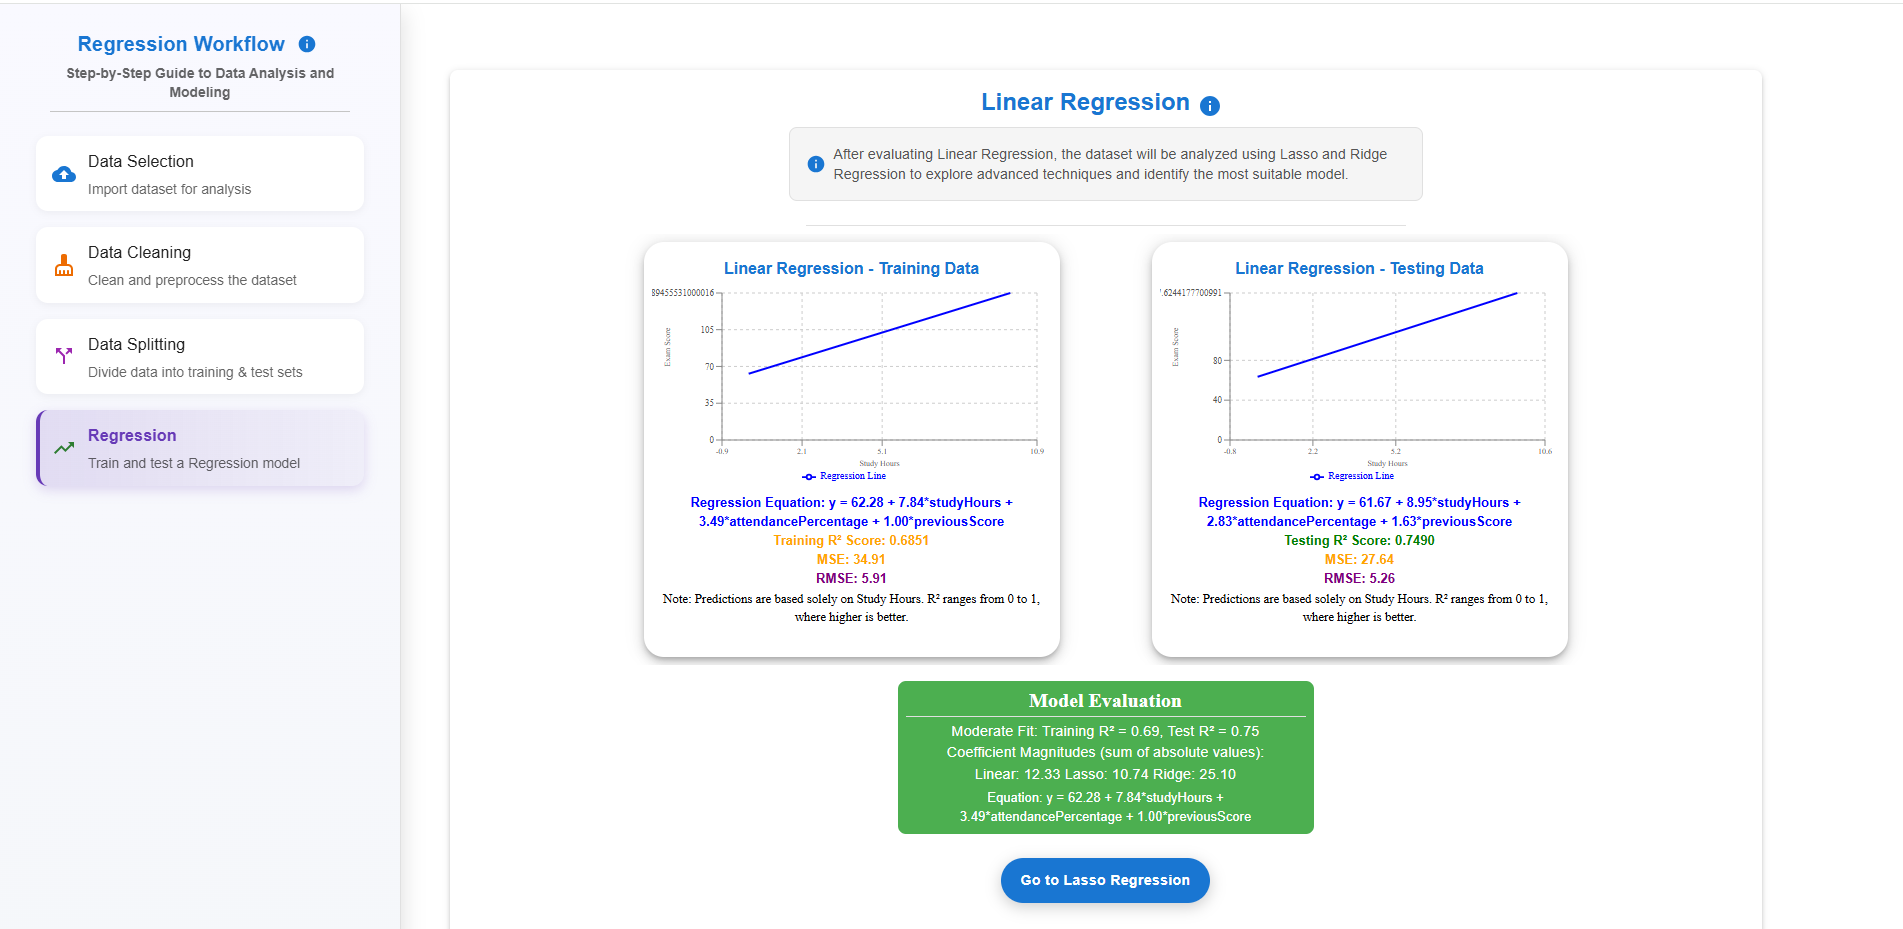 Regression Workflow
Step-by-Step Guide to Data Analysis and
Modeling
Data Selection
Import dataset for analysis
Data Cleaning
Clean and preprocess the dataset
Data Splitting
Divide data into training & test sets
Regression
Train and test a Regression model
Linear Regression
After evaluating Linear Regression, the dataset will be analyzed using Lasso and Ridge
Regression to explore advanced techniques and identify the most suitable model.
Linear Regression - Training Data
89455531000016
105
70
35
0
Exam Score
-0.9 2.1 5.1 10.9
Study Hours
Regression Line
Regression Equation: y = 62.28 + 7.84*studyHours +
3.49*attendancePercentage + 1.00*previousScore
Training R² Score: 0.6851
MSE: 34.91
RMSE: 5.91
Note: Predictions are based solely on Study Hours. R² ranges from 0 to 1,
where higher is better.
Linear Regression - Testing Data
.6244177700991
80
40
0
Exam Score
-0.8 2.2 5.2 10.6
Study Hours
Regression Line
Regression Equation: y = 61.67 + 8.95*studyHours +
2.83*attendancePercentage + 1.63*previousScore
Testing R² Score: 0.7490
MSE: 27.64
RMSE: 5.26
Note: Predictions are based solely on Study Hours. R² ranges from 0 to 1,
where higher is better.
Model Evaluation
Moderate Fit: Training R² = 0.69, Test R² = 0.75
Coefficient Magnitudes (sum of absolute values):
Linear: 12.33 Lasso: 10.74 Ridge: 25.10
Equation: y = 62.28 + 7.84*studyHours +
3.49*attendancePercentage + 1.00*previousScore
Go to Lasso Regression